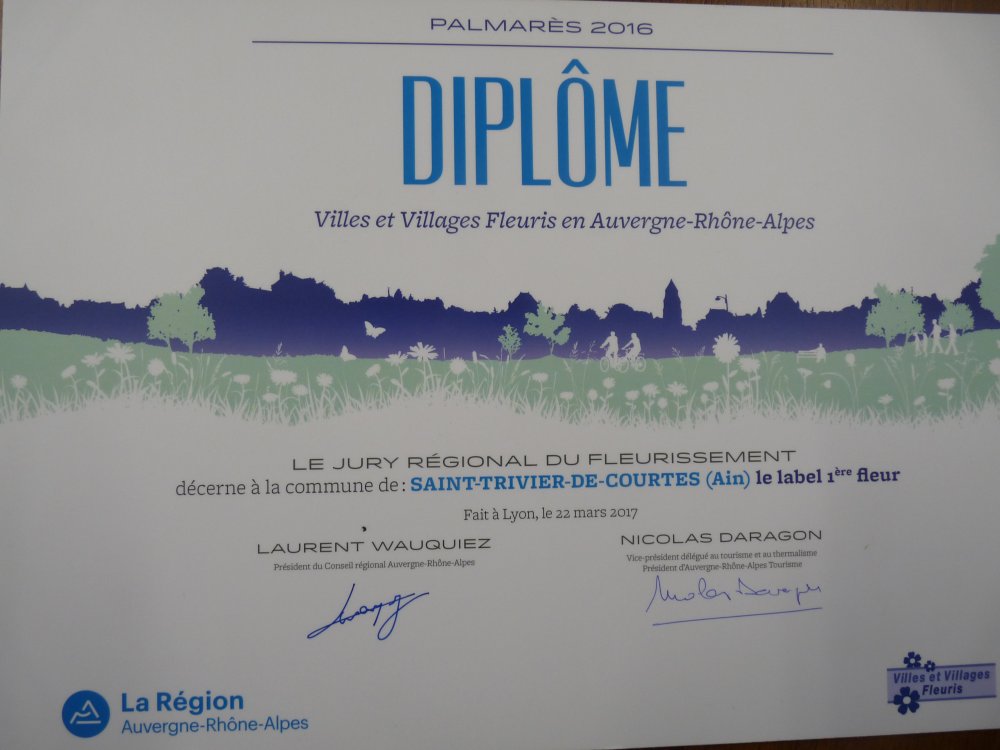 PALMARÈS 2016
DIPLÔME
Villes et Villages Fleuris en Auvergne-Rhône-Alpes
LE JURY RÉGIONAL DU FLEURISSEMENT
décerne à la commune de : SAINT-TRIVIER-DE-COURTES (Ain) le label 1ère fleur
Fait à Lyon, le 22 mars 2017
LAURENT WAUQUIEZ
Président du Conseil régional Auvergne-Rhône-Alpes
NICOLAS DARAGON
Vice-président délégué au tourisme et au thermalisme
Président d'Auvergne-Rhône-Alpes Tourisme
Nicolas Daragon
La Région
Auvergne-Rhône-Alpes
Villes et Villages
Fleuris